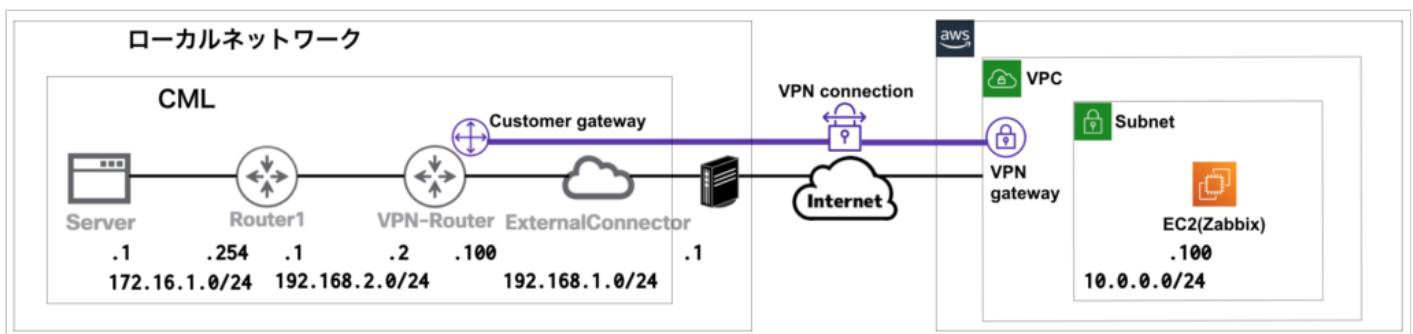 ローカルネットワーク
aws
CML
VPN connection
VPC
Customer gateway
Subnet
Internet
VPN
gateway
Server
Router1
VPN-Router
ExternalConnector
EC2(Zabbix)
.1
.254
.1
.2
.100
.1
.100
172.16.1.0/24
192.168.2.0/24
192.168.1.0/24
10.0.0.0/24